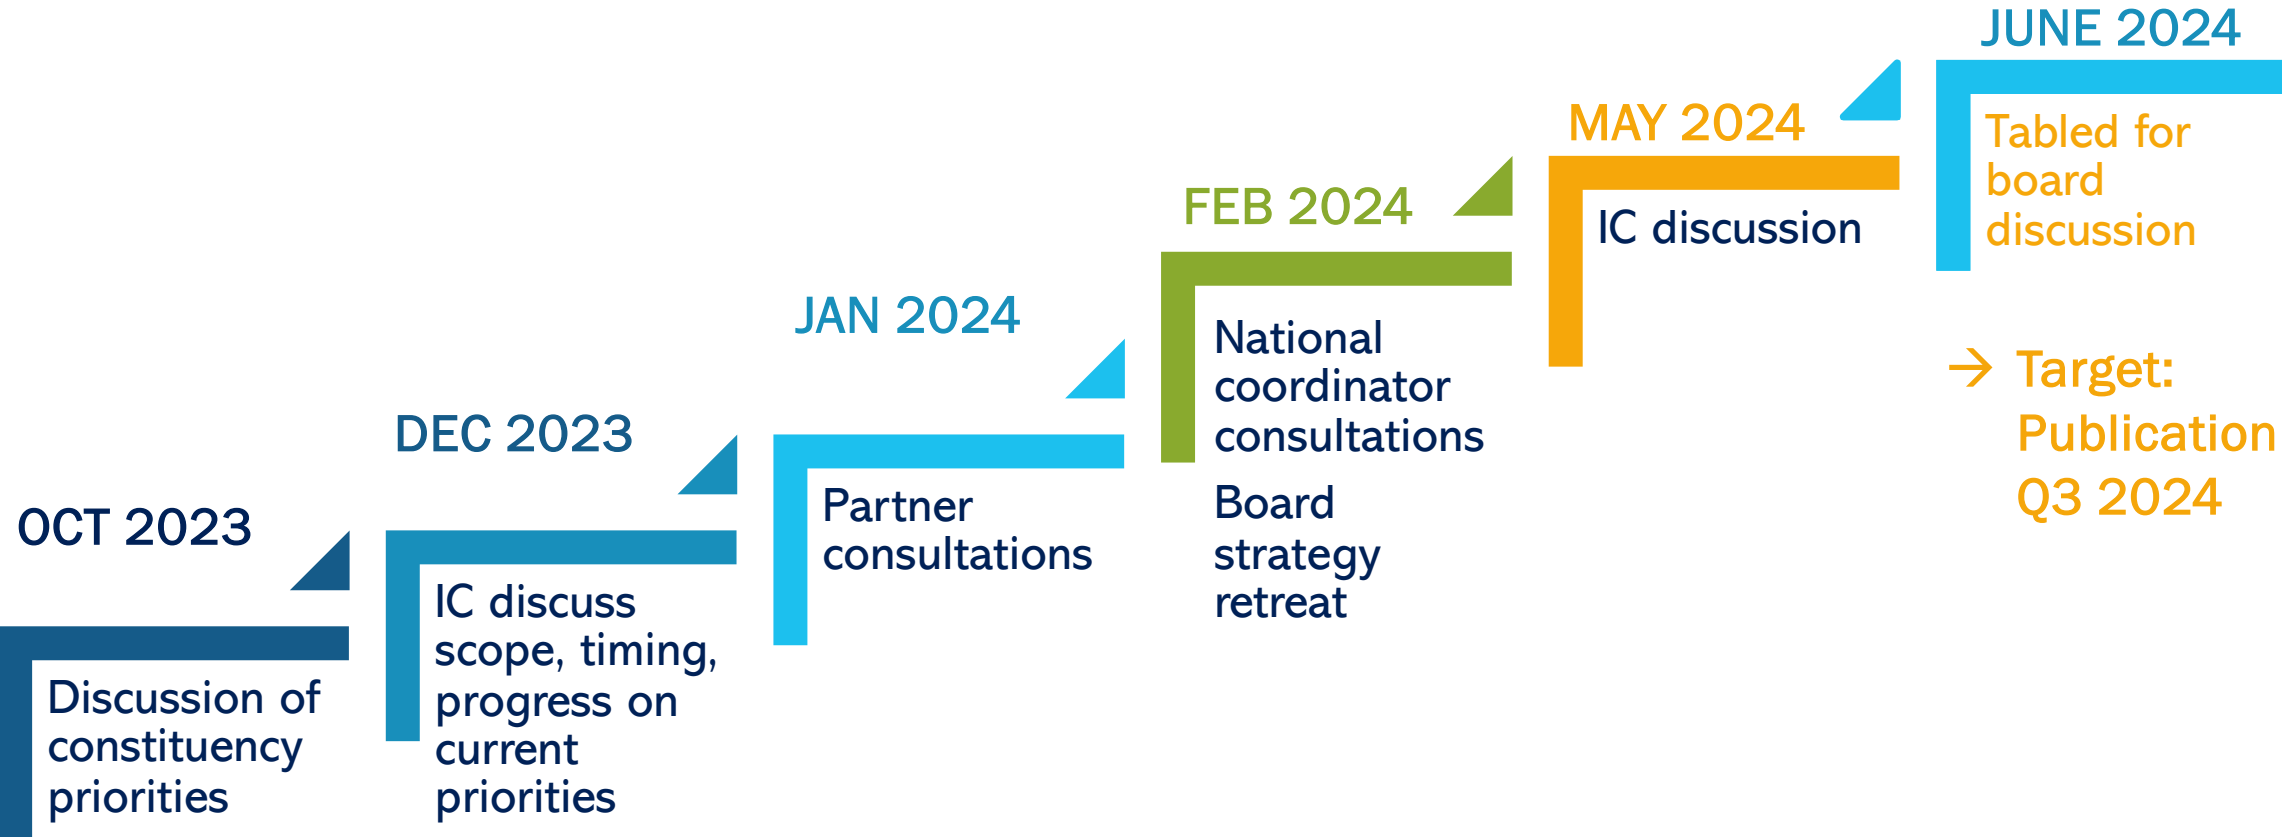 OCT 2023
Discussion of
constituency
priorities
DEC 2023
IC discuss
scope, timing,
progress on
current
priorities
JAN 2024
Partner
consultations
FEB 2024
National
coordinator
consultations
Board
strategy
retreat
MAY 2024
IC discussion
JUNE 2024
Tabled for
board
discussion
→ Target:
Publication
Q3 2024